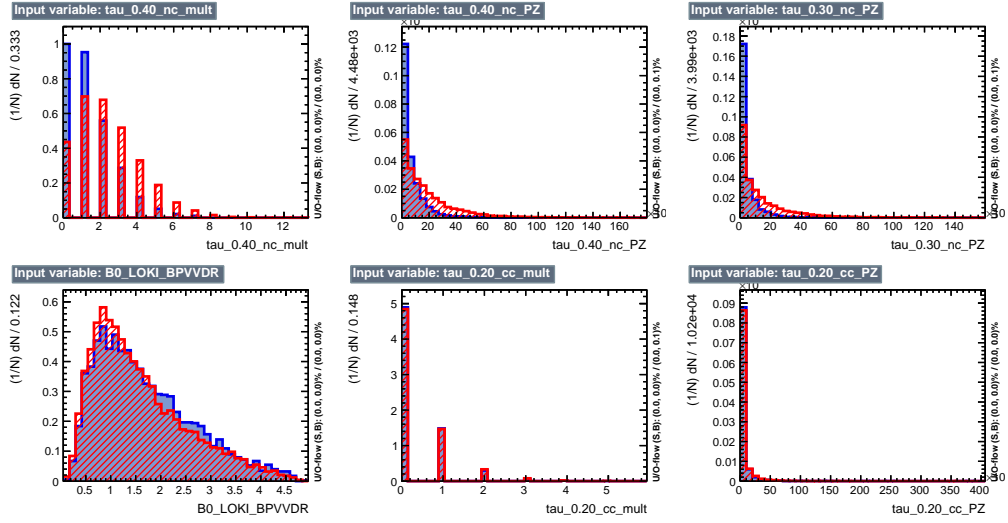 Input variable: tau_0.40_nc_mult
(1/N) dN / 0.333
1
0.8
0.6
0.4
0.2
0
0 2 4 6 8 10 12
tau_0.40_nc_mult
U/O-flow (S,B): (0.0, 0.0)% / (0.0, 0.0)%
Input variable: tau_0.40_nc_PZ
(1/N) dN / 4.48e+03
0.12
0.1
0.08
0.06
0.04
0.02
0
0 20 40 60 80 100 120 140 160
tau_0.40_nc_PZ
U/O-flow (S,B): (0.0, 0.0)% / (0.0, 0.1)%
Input variable: tau_0.30_nc_PZ
(1/N) dN / 3.99e+03
0.18
0.16
0.14
0.12
0.1
0.08
0.06
0.04
0.02
0
0 20 40 60 80 100 120 140
tau_0.30_nc_PZ
U/O-flow (S,B): (0.0, 0.0)% / (0.0, 0.1)%
Input variable: B0_LOKI_BPVVDR
(1/N) dN / 0.122
0.6
0.5
0.4
0.3
0.2
0.1
0
0.5 1 1.5 2 2.5 3 3.5 4 4.5
B0_LOKI_BPVVDR
U/O-flow (S,B): (0.0, 0.0)% / (0.0, 0.0)%
Input variable: tau_0.20_cc_mult
(1/N) dN / 0.148
5
4
3
2
1
0
0 1 2 3 4 5
tau_0.20_cc_mult
U/O-flow (S,B): (0.0, 0.0)% / (0.0, 0.1)%
Input variable: tau_0.20_cc_PZ
(1/N) dN / 1.02e+04
0.09
0.08
0.07
0.06
0.05
0.04
0.03
0.02
0.01
0
0 50 100 150 200 250 300 350 400
tau_0.20_cc_PZ
U/O-flow (S,B): (0.0, 0.0)% / (0.0, 0.0)%